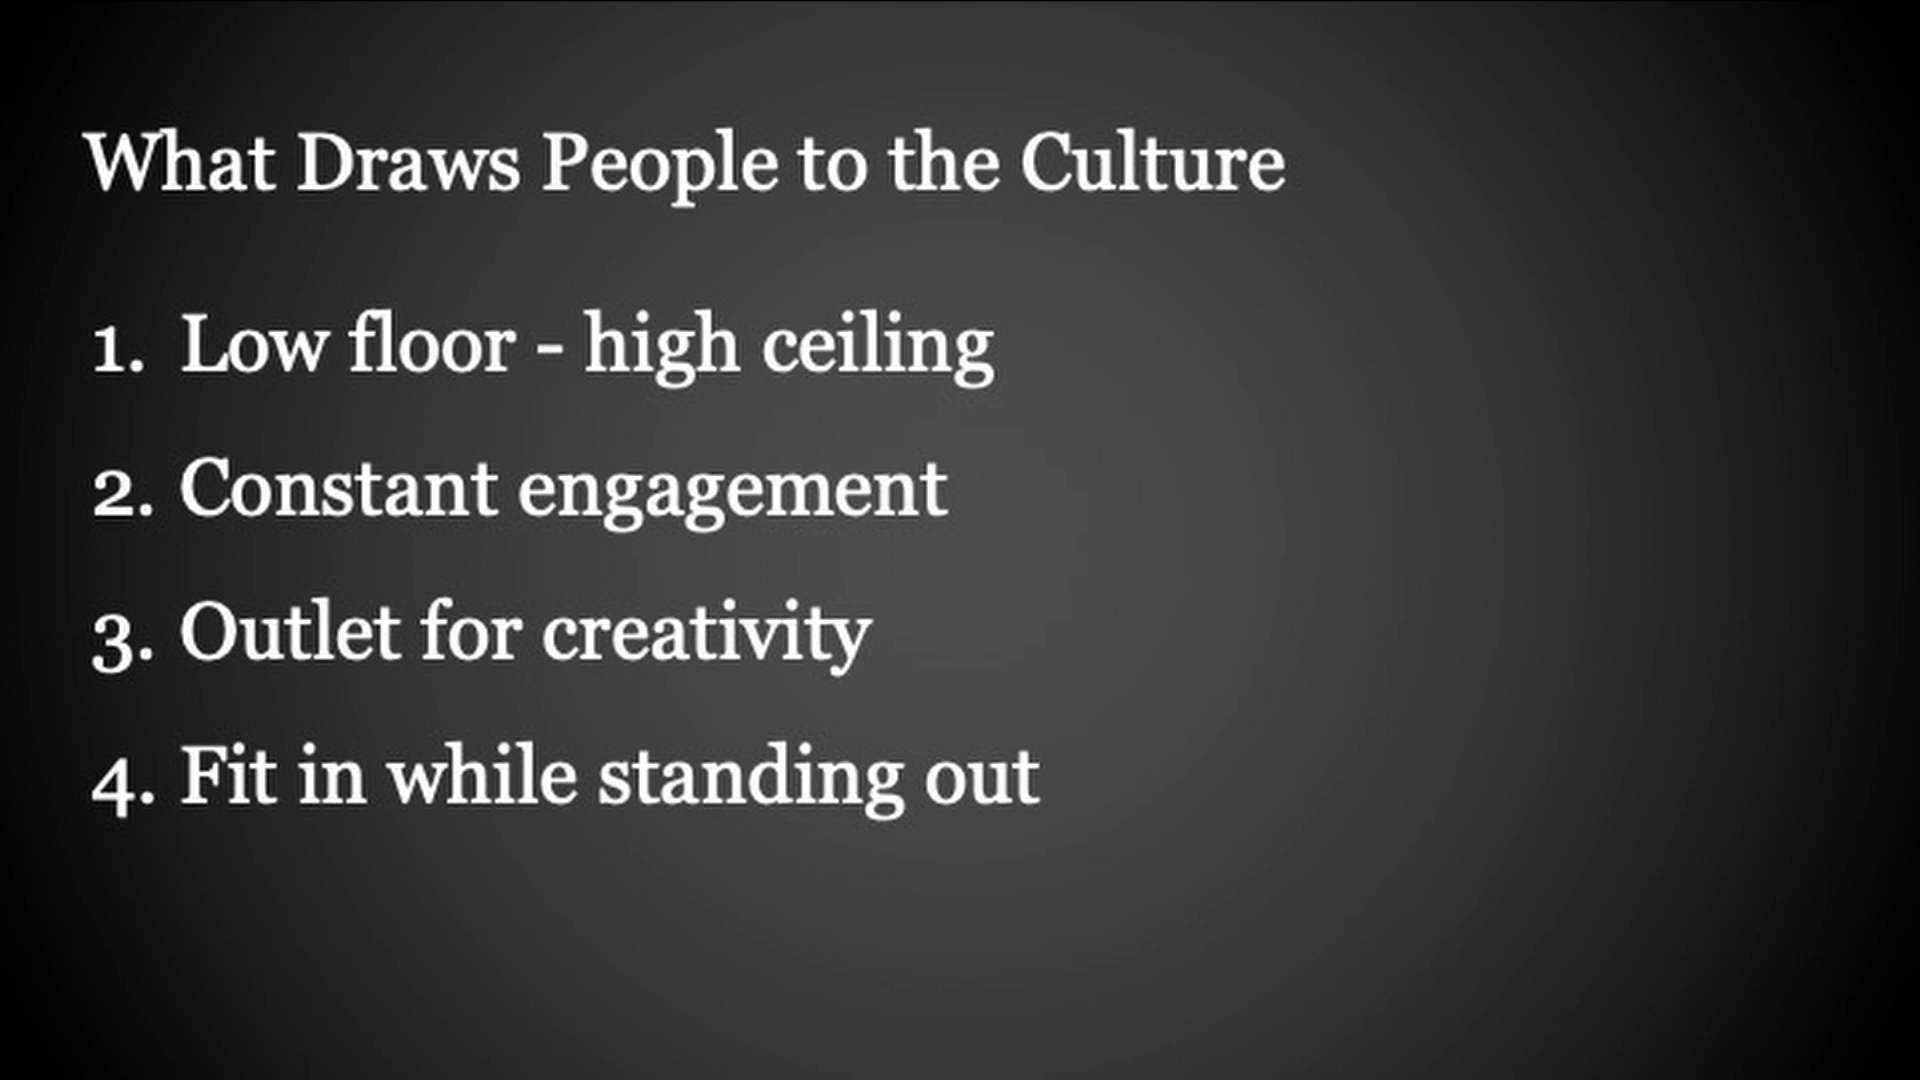 What Draws People to the Culture
1. Low floor - high ceiling
2. Constant engagement
3. Outlet for creativity
4. Fit in while standing out